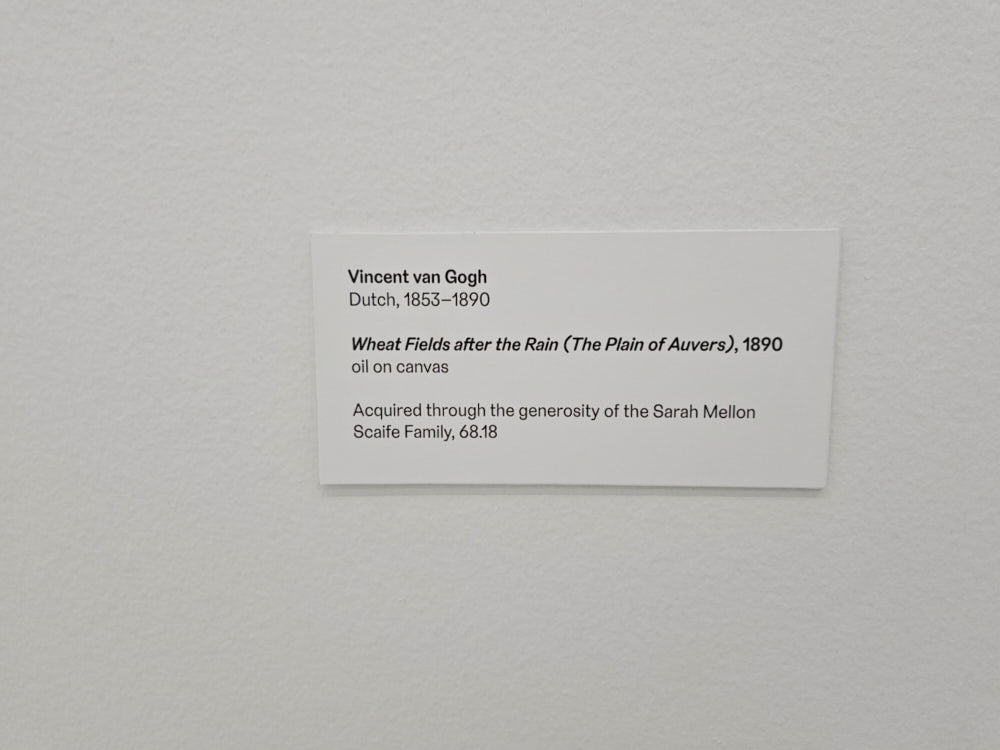 Vincent van Gogh
Dutch, 1853–1890
Wheat Fields after the Rain (The Plain of Auvers), 1890
oil on canvas
Acquired through the generosity of the Sarah Mellon
Scaife Family, 68.18